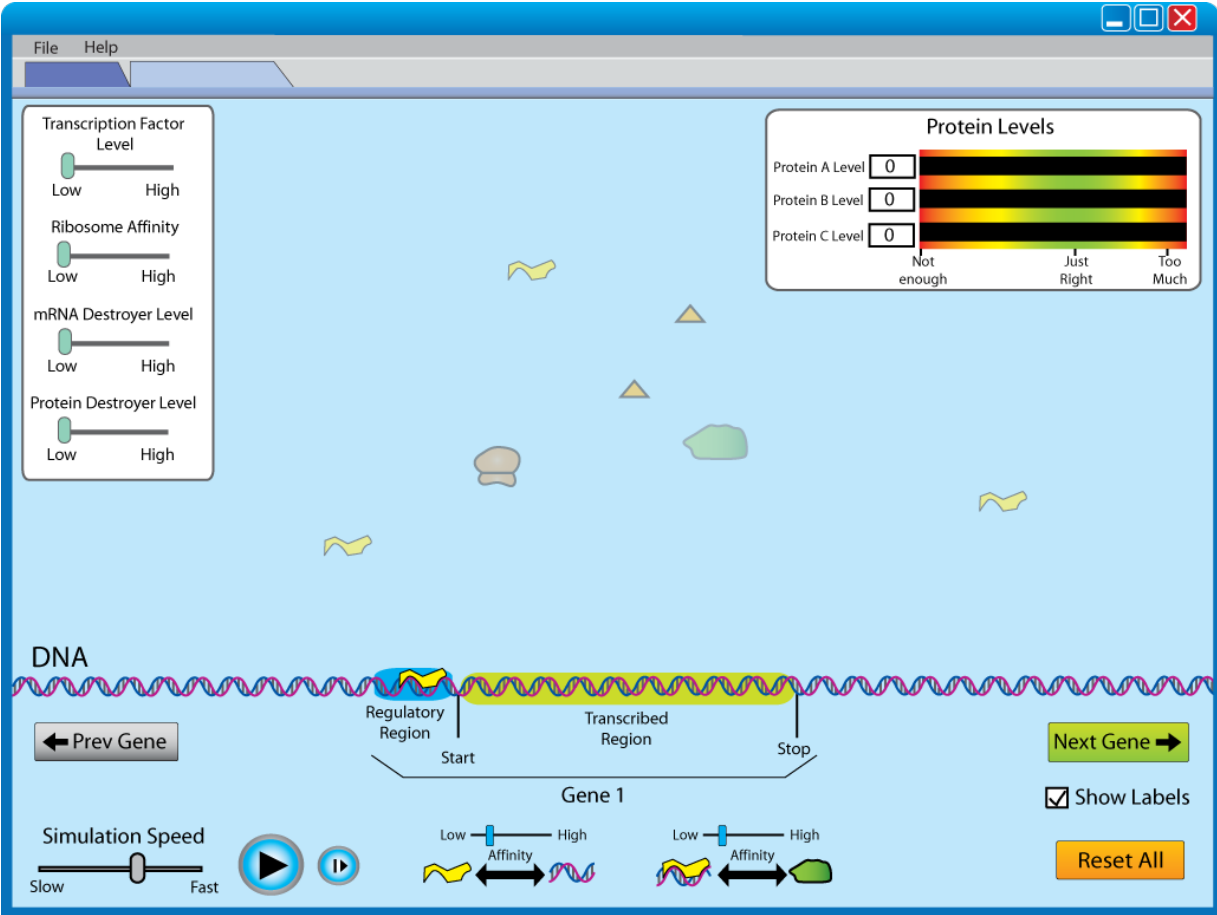 File Help
Transcription Factor
Level
Low High
Ribosome Affinity
Low High
mRNA Destroyer Level
Low High
Protein Destroyer Level
Low High
Protein Levels
Protein A Level 0
Protein B Level 0
Protein C Level 0
Not
enough
Just
Right
Too
Much
DNA
Regulatory
Region
Start
Transcribed
Region
Stop
Gene 1
Prev Gene
Next Gene
Show Labels
Simulation Speed
Slow Fast
Low High
Affinity
Low High
Affinity
Reset All